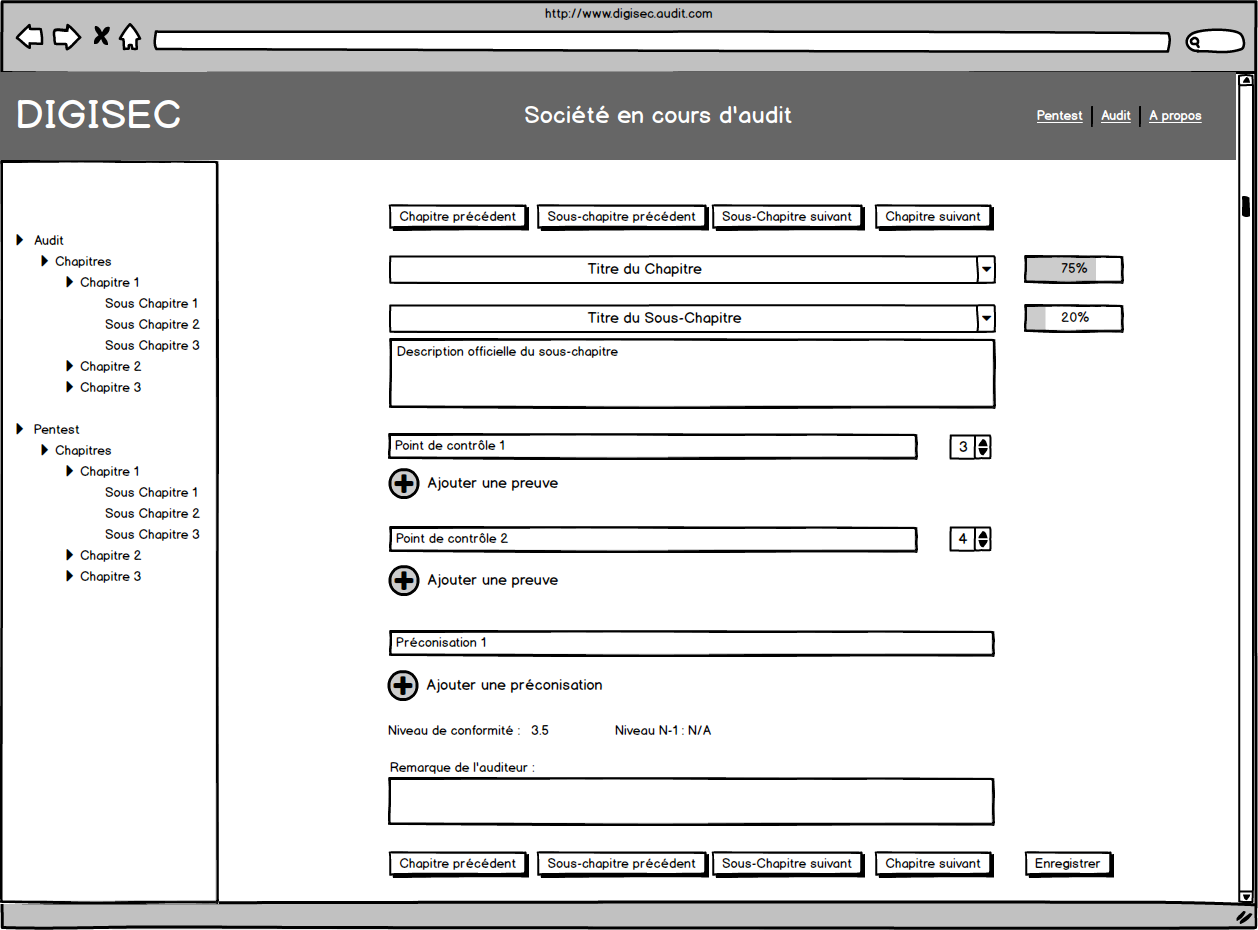 http://www.digisec.audit.com
DIGISEC
Société en cours d'audit
Pentest
Audit
A propos
Audit
Chapitres
Chapitre 1
Sous Chapitre 1
Sous Chapitre 2
Sous Chapitre 3
Chapitre 2
Chapitre 3
Pentest
Chapitres
Chapitre 1
Sous Chapitre 1
Sous Chapitre 2
Sous Chapitre 3
Chapitre 2
Chapitre 3
Chapitre précédent
Sous-chapitre précédent
Sous-Chapitre suivant
Chapitre suivant
Titre du Chapitre
75%
Titre du Sous-Chapitre
20%
Description officielle du sous-chapitre
Point de contrôle 1
3
Ajouter une preuve
Point de contrôle 2
4
Ajouter une preuve
Préconisation 1
Ajouter une préconisation
Niveau de conformité : 3.5
Niveau N-1 : N/A
Remarque de l'auditeur :
Chapitre précédent
Sous-chapitre précédent
Sous-Chapitre suivant
Chapitre suivant
Enregistrer